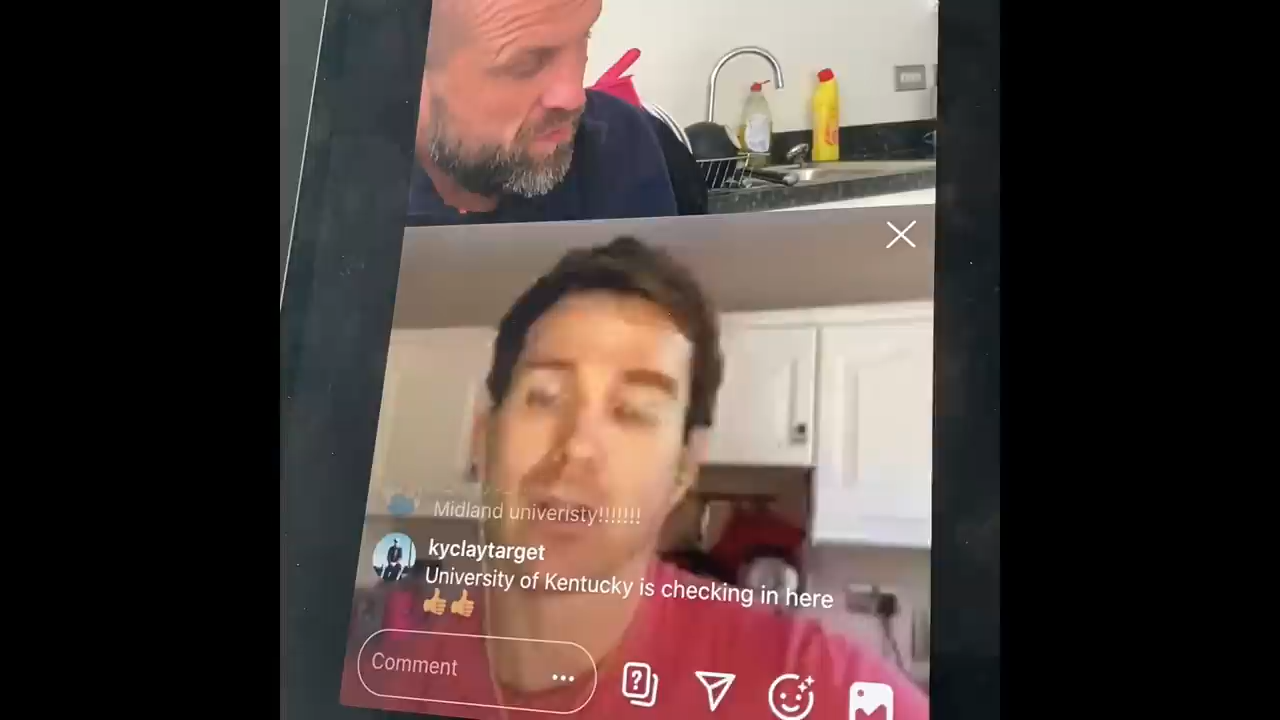 Midland univeristy!!!!!!!
kyclaytarget
University of Kentucky is checking in here
👍👍
Comment